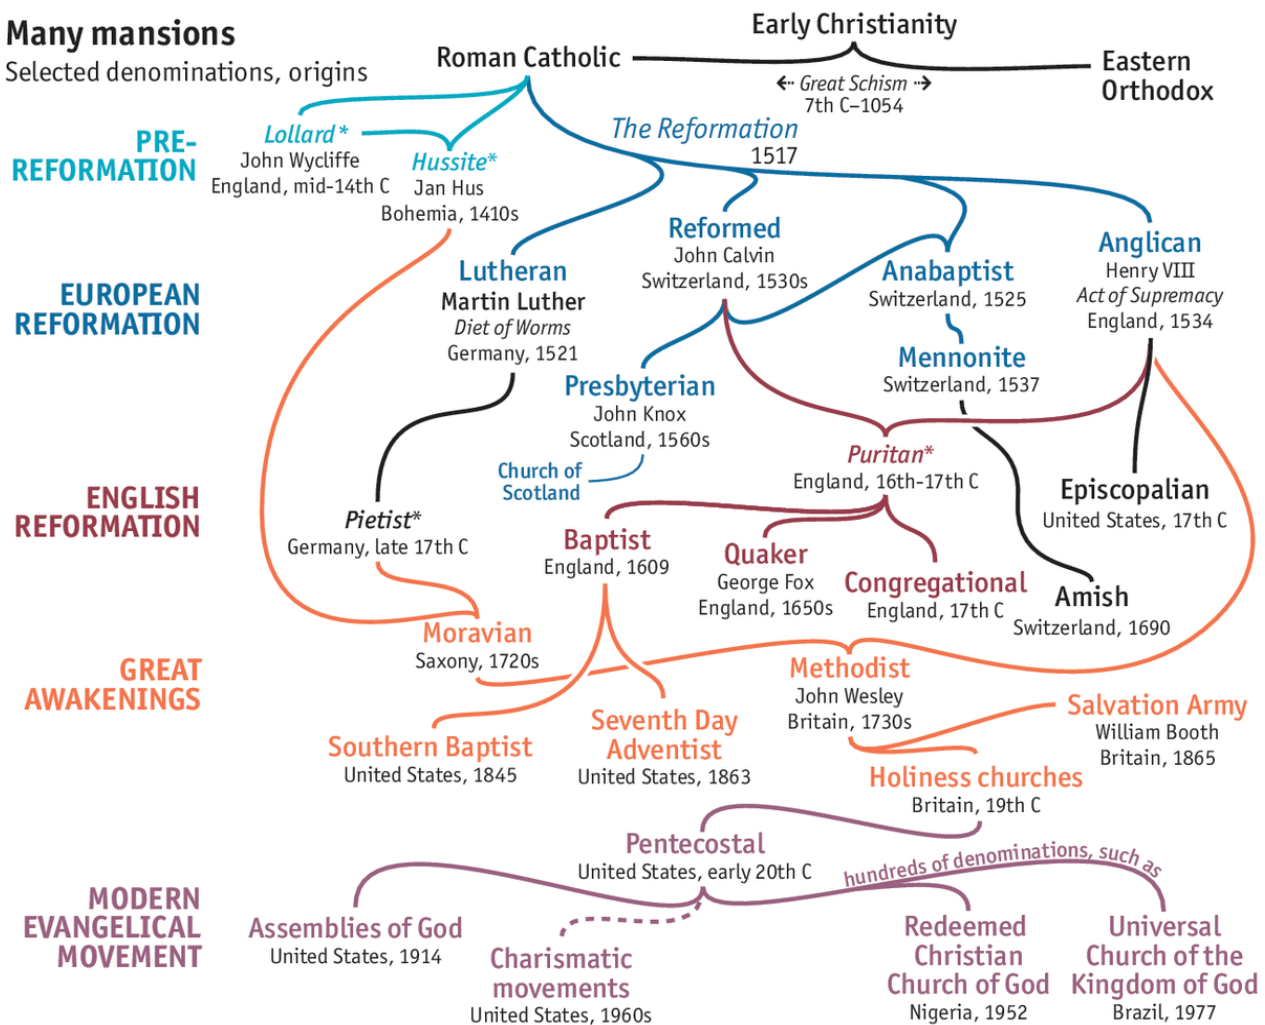 Many mansions
Selected denominations, origins
Early Christianity
Roman Catholic
Eastern
Orthodox
Great Schism
7th C–1054
PRE-
REFORMATION
Lollard*
John Wycliffe
England, mid-14th C
Hussite*
Jan Hus
Bohemia, 1410s
The Reformation
1517
EUROPEAN
REFORMATION
Lutheran
Martin Luther
Diet of Worms
Germany, 1521
Reformed
John Calvin
Switzerland, 1530s
Anabaptist
Switzerland, 1525
Anglican
Henry VIII
Act of Supremacy
England, 1534
Mennonite
Switzerland, 1537
Presbyterian
John Knox
Scotland, 1560s
Church of
Scotland
ENGLISH
REFORMATION
Puritan*
England, 16th-17th C
Episcopalian
United States, 17th C
Pietist*
Germany, late 17th C
Baptist
England, 1609
Quaker
George Fox
England, 1650s
Congregational
England, 17th C
Amish
Switzerland, 1690
GREAT
AWAKENINGS
Moravian
Saxony, 1720s
Methodist
John Wesley
Britain, 1730s
Salvation Army
William Booth
Britain, 1865
Southern Baptist
United States, 1845
Seventh Day
Adventist
United States, 1863
Holiness churches
Britain, 19th C
MODERN
EVANGELICAL
MOVEMENT
Pentecostal
United States, early 20th C
hundreds of denominations, such as
Assemblies of God
United States, 1914
Charismatic
movements
United States, 1960s
Redeemed
Christian
Church of God
Nigeria, 1952
Universal
Church of the
Kingdom of God
Brazil, 1977